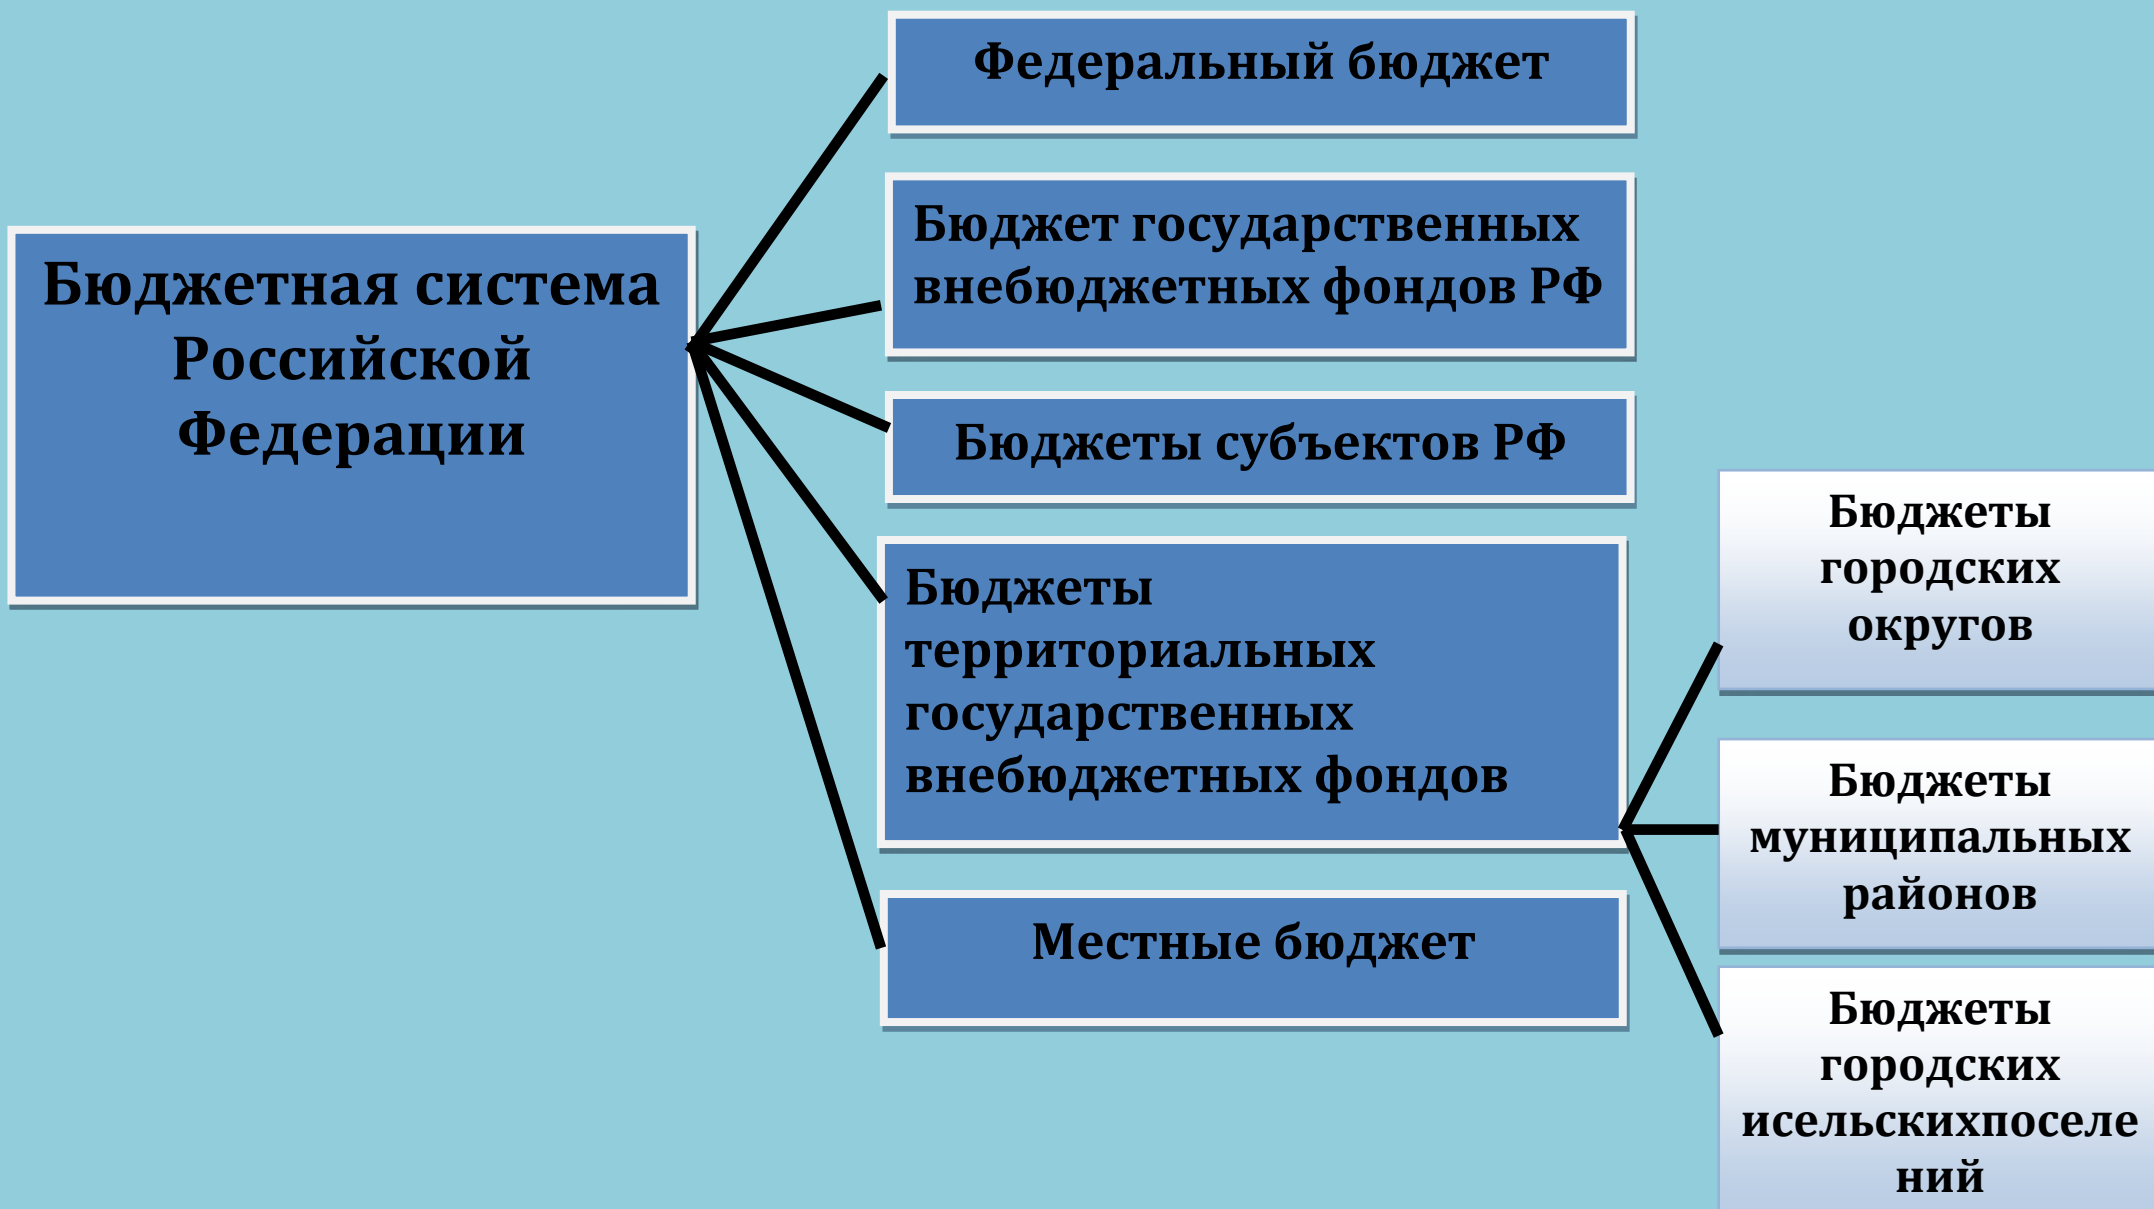 Бюджетная система
Российской
Федерации
Федеральный бюджет
Бюджет государственных
внебюджетных фондов РФ
Бюджеты субъектов РФ
Бюджеты
территориальных
государственных
внебюджетных фондов
Местные бюджет
Бюджеты
городских
округов
Бюджеты
муниципальных
районов
Бюджеты
городских
исельскихпоселе
ний